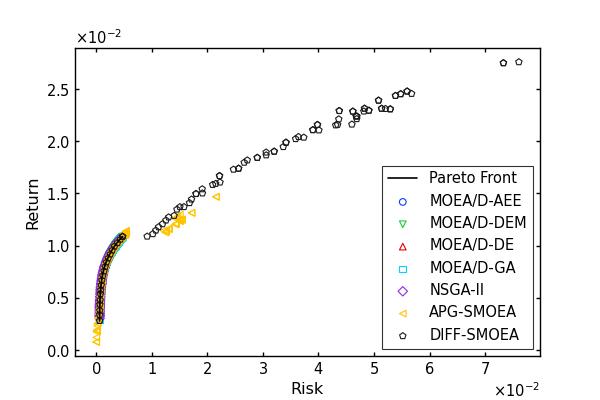 ×10⁻²
Return
2.5
2.0
1.5
1.0
0.5
0.0
Pareto Front
MOEA/D-AEE
MOEA/D-DEM
MOEA/D-DE
MOEA/D-GA
NSGA-II
APG-SMOEA
DIFF-SMOEA
0 1 2 3 4 5 6 7
Risk
×10⁻²